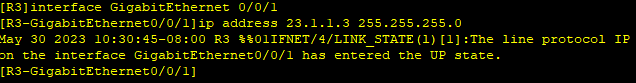 [R3]interface GigabitEthernet 0/0/1
[R3-GigabitEthernet0/0/1]ip address 23.1.1.3 255.255.255.0
May 30 2023 10:30:45-08:00 R3 %%01IFNET/4/LINK_STATE(l)[1]:The line protocol IP
on the interface GigabitEthernet0/0/1 has entered the UP state.
[R3-GigabitEthernet0/0/1]